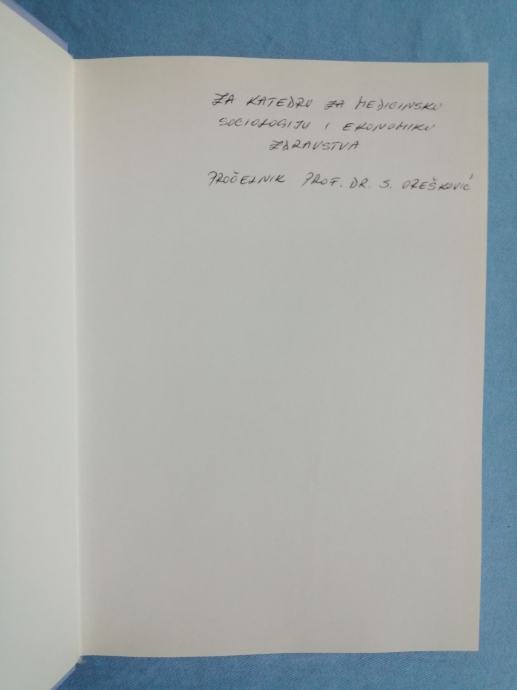 ZA KATEDRU ZA MEDICINSKU
SOCIOLOGIJU I EKONOMIKU
ZDRAVSTVA
PROČELNIK PROF. DR. S. OREŠKOVIĆ